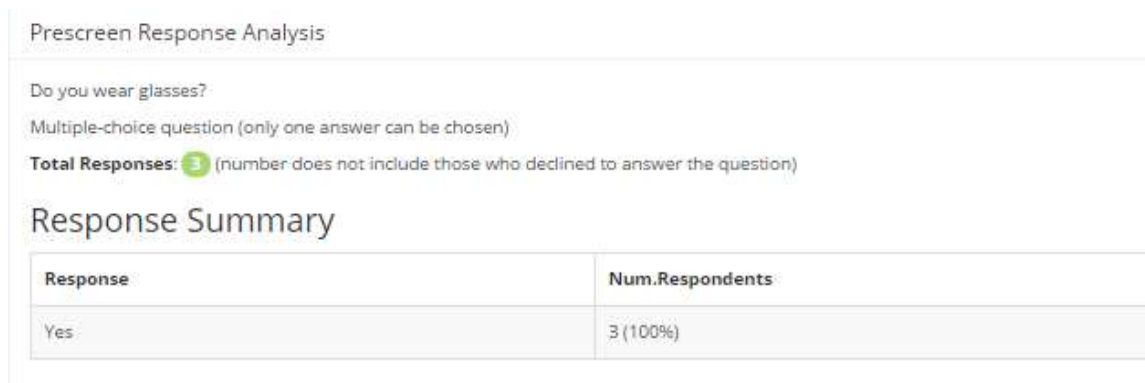 Prescreen Response Analysis
Do you wear glasses?
Multiple-choice question (only one answer can be chosen)
Total Responses: 3 (number does not include those who declined to answer the question)
Response Summary
Response Num.Respondents
Yes 3 (100%)